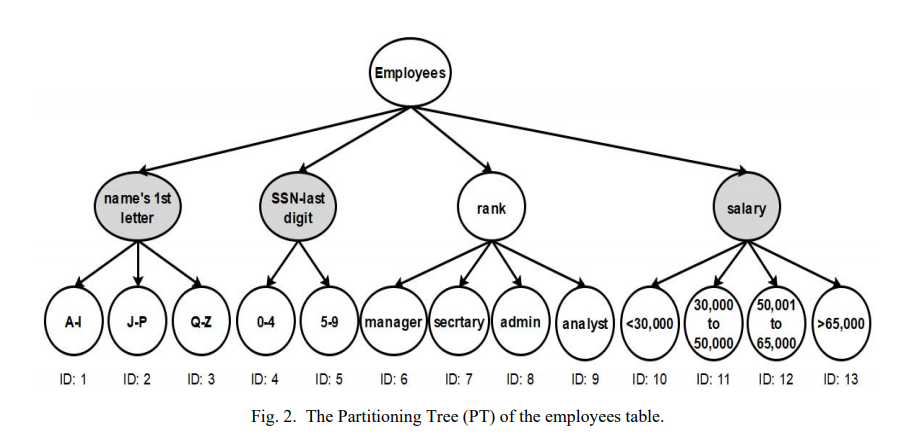 Employees
name's 1st
letter
SSN-last
digit
rank
salary
A-I
J-P
Q-Z
0-4
5-9
manager
secrtary
admin
analyst
<30,000
30,000
to
50,000
50,001
to
65,000
>65,000
ID: 1
ID: 2
ID: 3
ID: 4
ID: 5
ID: 6
ID: 7
ID: 8
ID: 9
ID: 10
ID: 11
ID: 12
ID: 13
Fig. 2. The Partitioning Tree (PT) of the employees table.